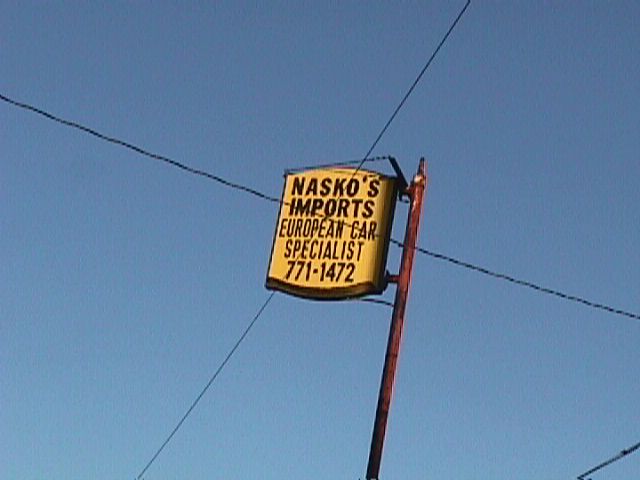 NASKO'S
IMPORTS
EUROPEAN CAR
SPECIALIST
771-1472